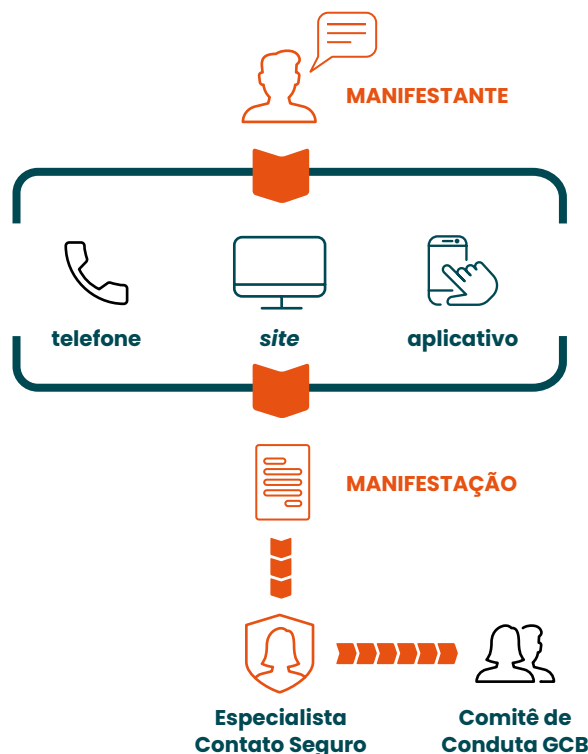 MANIFESTANTE
telefone
site
aplicativo
MANIFESTAÇÃO
Especialista
Contato Seguro
Comitê de
Conduta GCB